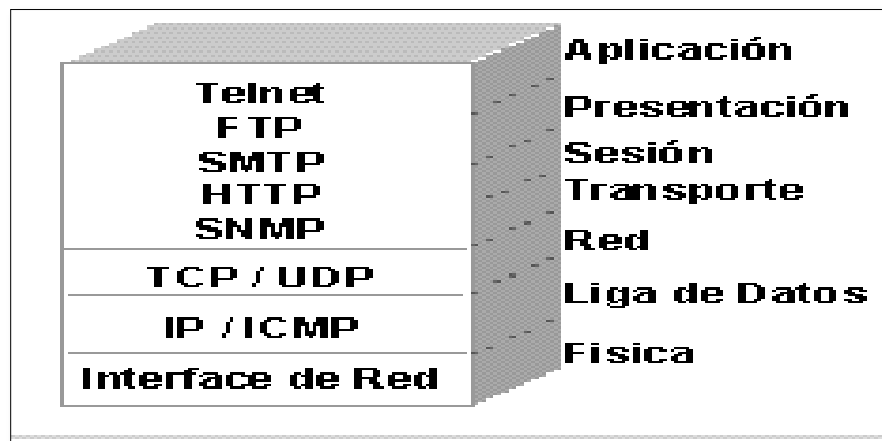 Telnet
FTP
SMTP
HTTP
SNMP
TCP / UDP
IP / ICMP
Interface de Red
Aplicación
Presentación
Sesión
Transporte
Red
Liga de Datos
Fisica